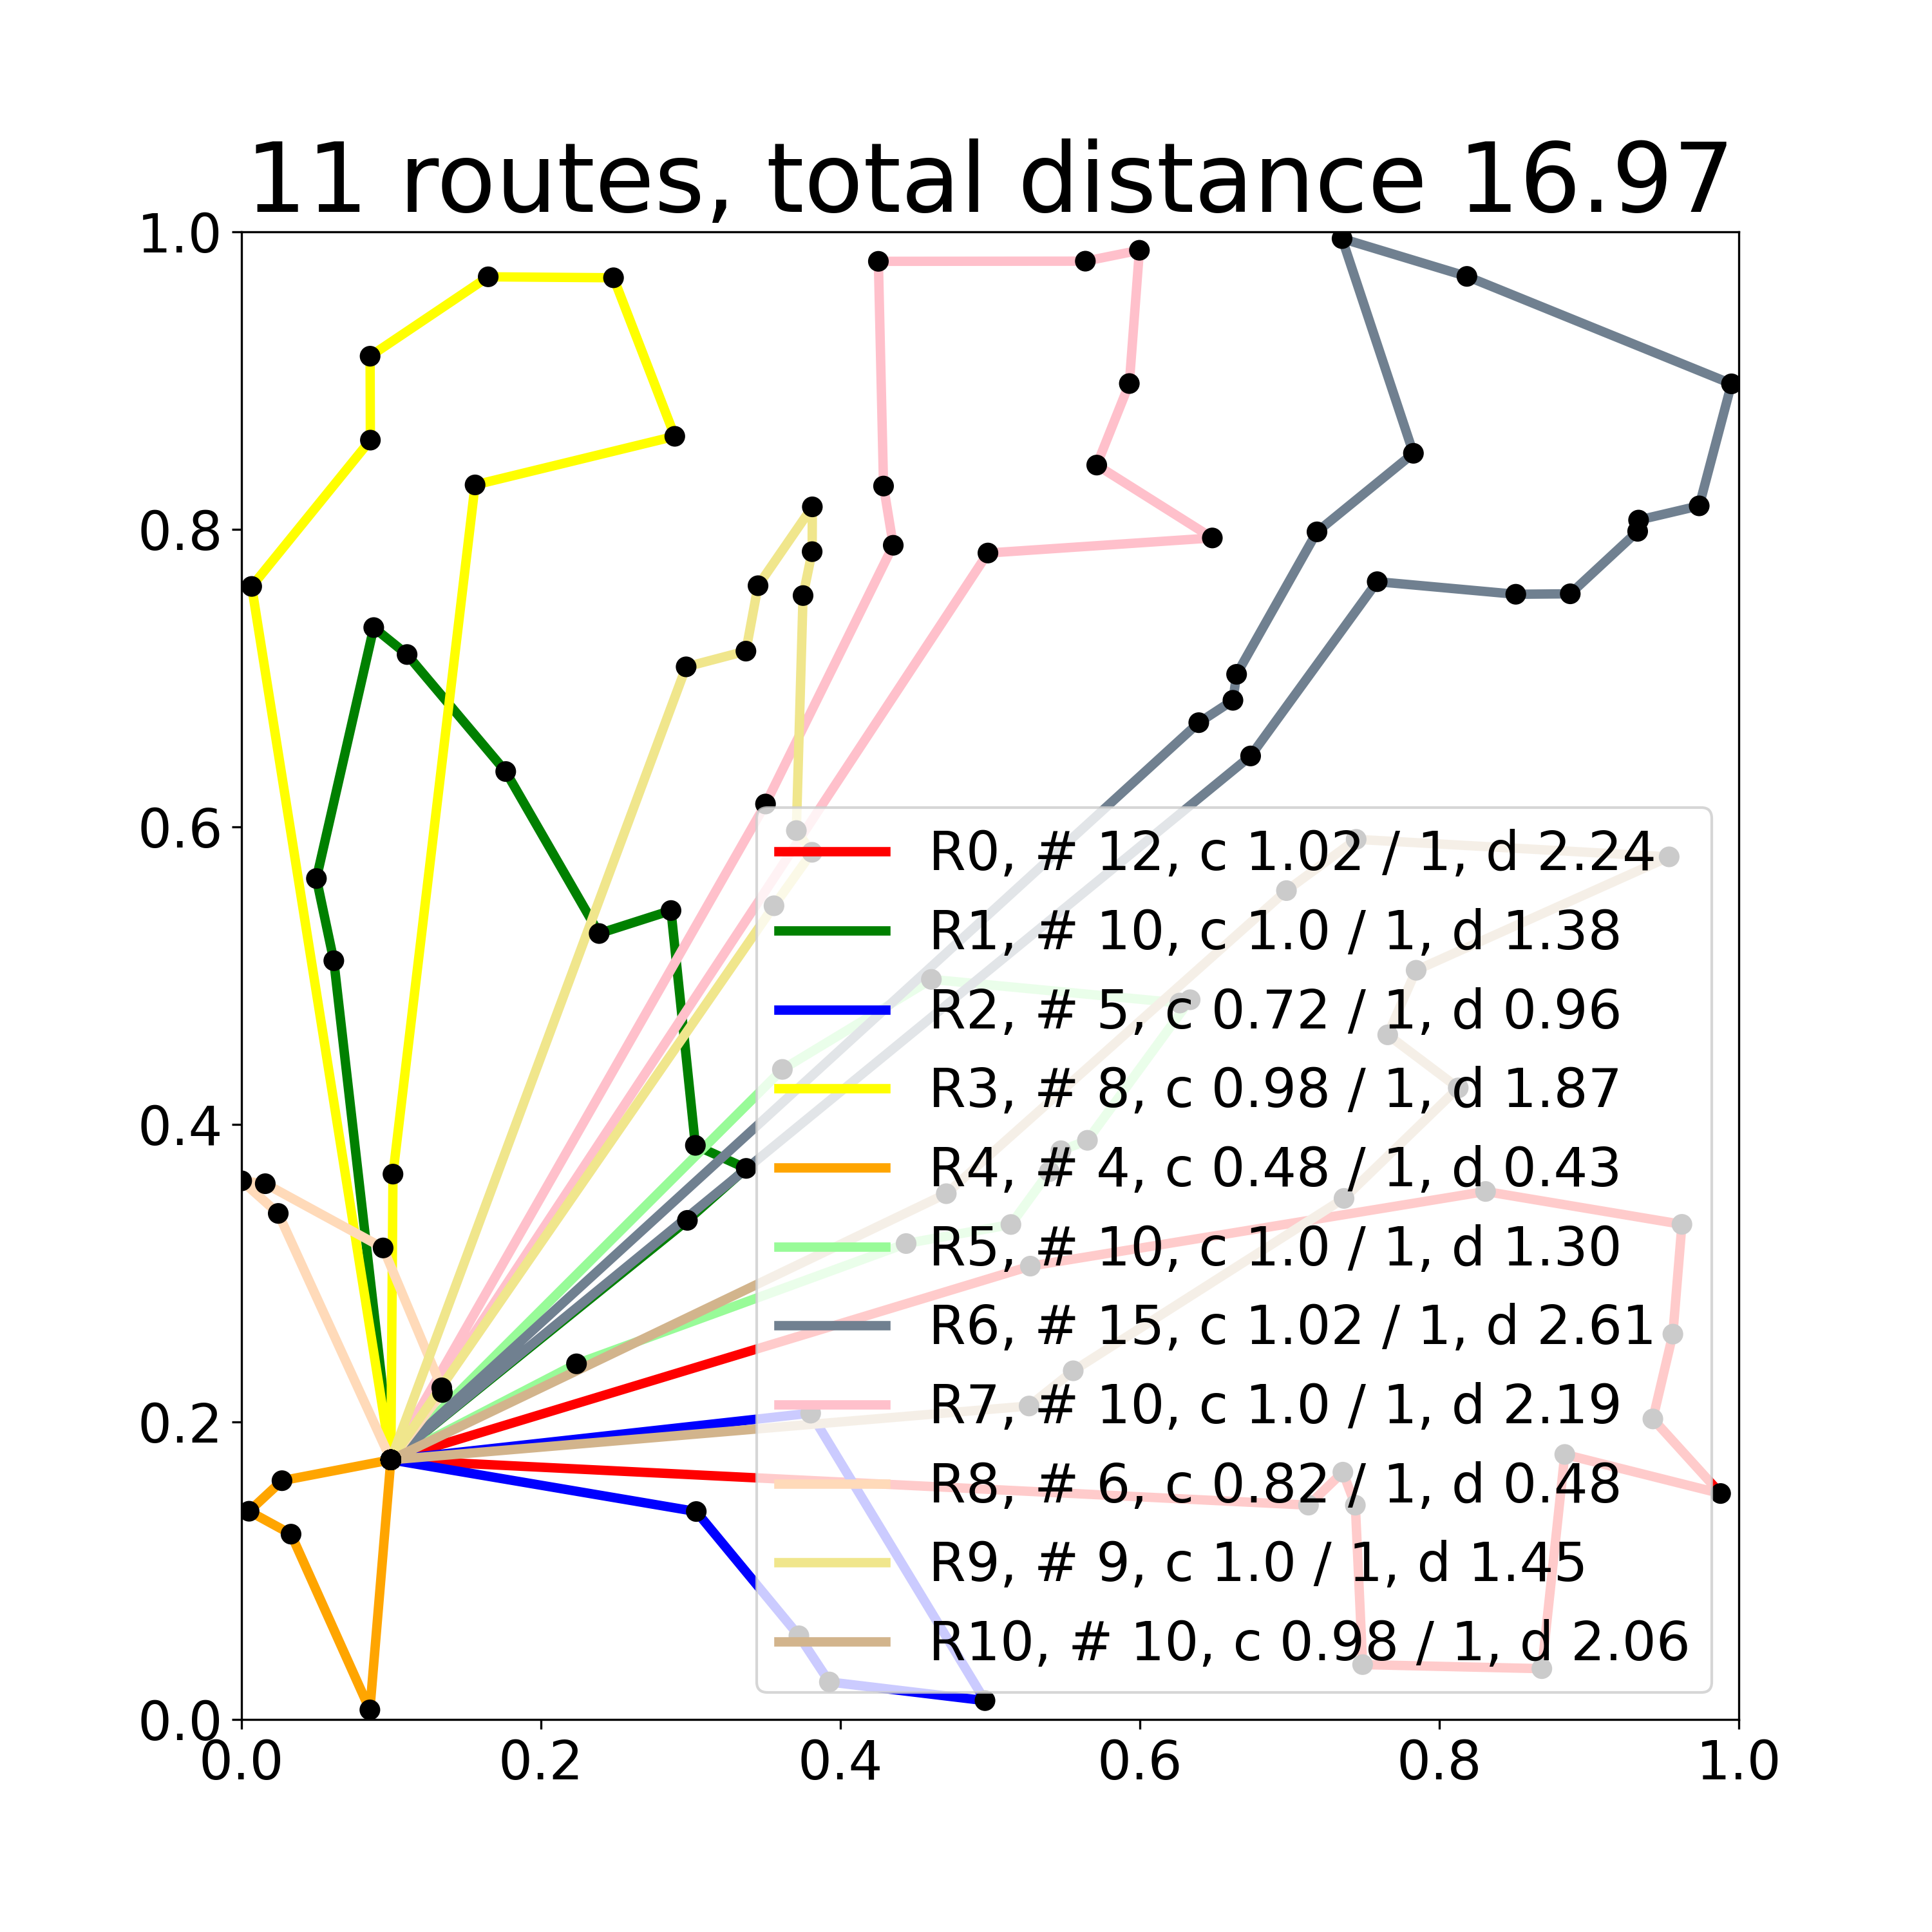 11 routes, total distance 16.97
1.0
0.8
0.6
0.4
0.2
0.0
0.0 0.2 0.4 0.6 0.8 1.0
R0, # 12, c 1.02 / 1, d 2.24
R1, # 10, c 1.0 / 1, d 1.38
R2, # 5, c 0.72 / 1, d 0.96
R3, # 8, c 0.98 / 1, d 1.87
R4, # 4, c 0.48 / 1, d 0.43
R5, # 10, c 1.0 / 1, d 1.30
R6, # 15, c 1.02 / 1, d 2.61
R7, # 10, c 1.0 / 1, d 2.19
R8, # 6, c 0.82 / 1, d 0.48
R9, # 9, c 1.0 / 1, d 1.45
R10, # 10, c 0.98 / 1, d 2.06